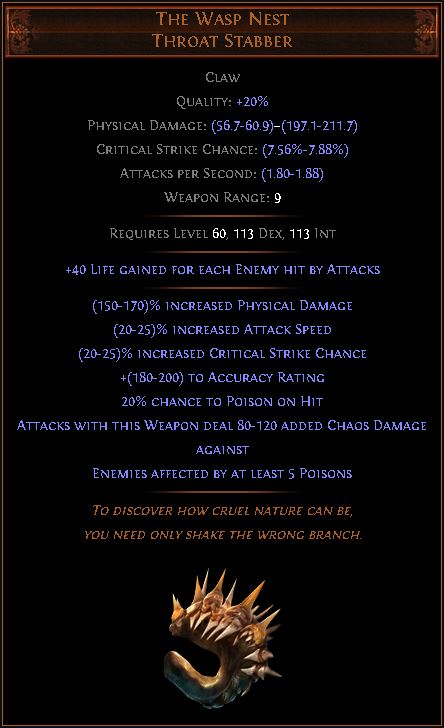 The Wasp Nest
Throat Stabber
Claw
Quality: +20%
Physical Damage: (56.7-60.9)–(197.1-211.7)
Critical Strike Chance: (7.56%-7.88%)
Attacks per Second: (1.80-1.88)
Weapon Range: 9
Requires Level 60, 113 Dex, 113 Int
+40 Life gained for each Enemy hit by Attacks
(150-170)% increased Physical Damage
(20-25)% increased Attack Speed
(20-25)% increased Critical Strike Chance
+(180-200) to Accuracy Rating
20% chance to Poison on Hit
Attacks with this Weapon deal 80-120 added Chaos Damage
against
Enemies affected by at least 5 Poisons
To discover how cruel nature can be,
you need only shake the wrong branch.